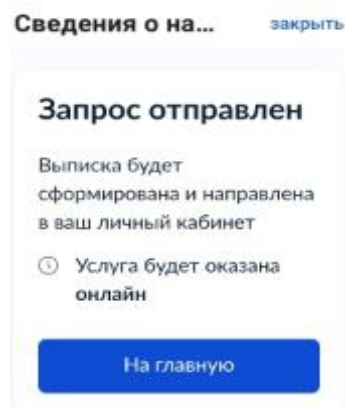 Сведения о на...
закрыть
Запрос отправлен
Выписка будет
сформирована и направлена
в ваш личный кабинет
Услуга будет оказана
онлайн
На главную